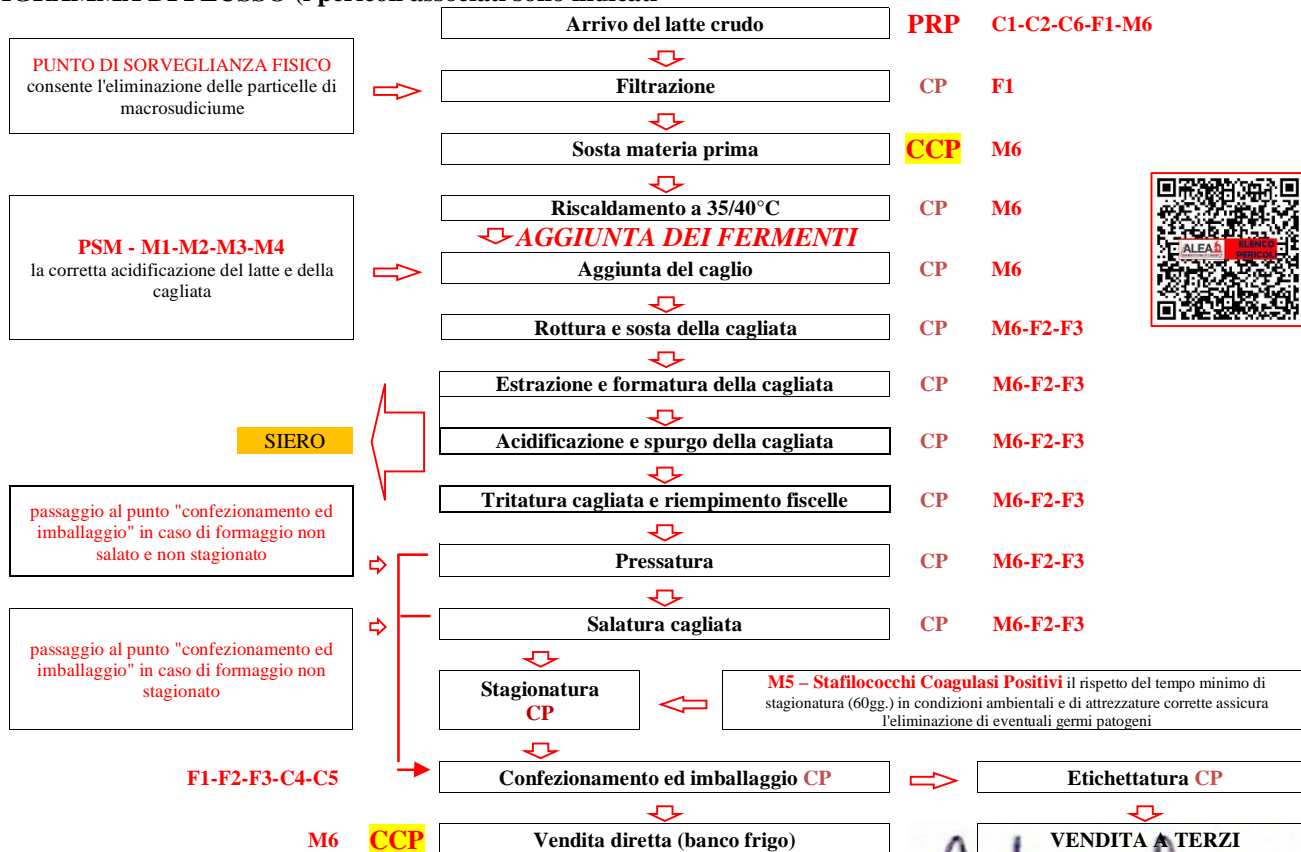 (i pericoli associati sono indicati
Arrivo del latte crudo PRP C1-C2-C6-F1-M6
PUNTO DI SORVEGLIANZA FISICO
consente l'eliminazione delle particelle di
macrosudiciume
Filtrazione CP F1
Sosta materia prima CCP M6
Riscaldamento a 35/40°C CP M6
AGGIUNTA DEI FERMENTI
PSM - M1-M2-M3-M4
la corretta acidificazione del latte e della
cagliata
Aggiunta del caglio CP M6
ALEA ELENCO
PERICOLI
Rottura e sosta della cagliata CP M6-F2-F3
Estrazione e formatura della cagliata CP M6-F2-F3
SIERO
Acidificazione e spurgo della cagliata CP M6-F2-F3
Tritatura cagliata e riempimento fiscelle CP M6-F2-F3
passaggio al punto "confezionamento ed
imballaggio" in caso di formaggio non
salato e non stagionato
Pressatura CP M6-F2-F3
Salatura cagliata CP M6-F2-F3
passaggio al punto "confezionamento ed
imballaggio" in caso di formaggio non
stagionato
Stagionatura
CP
M5 – Stafilococchi Coagulasi Positivi il rispetto del tempo minimo di
stagionatura (60gg.) in condizioni ambientali e di attrezzature corrette assicura
l'eliminazione di eventuali germi patogeni
F1-F2-F3-C4-C5 Confezionamento ed imballaggio CP Etichettatura CP
M6 CCP Vendita diretta (banco frigo) VENDITA A TERZI